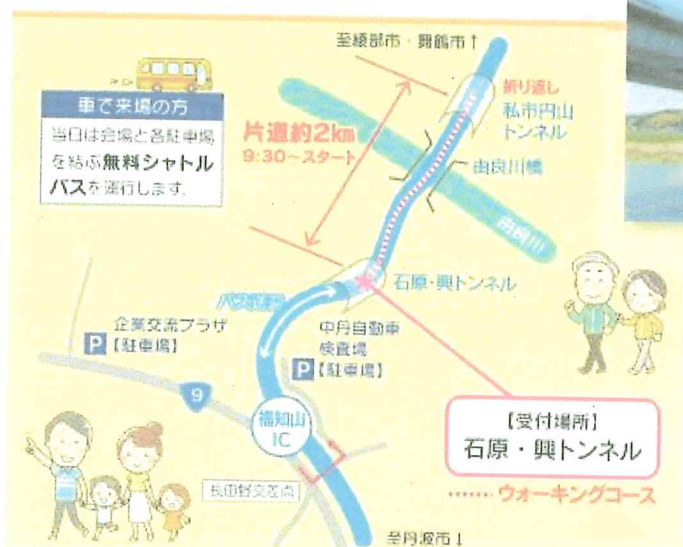 至綾部市・舞鶴市↑
折り返し
私市円山
トンネル
車で来場の方
当日は会場と各駐車場
を結ぶ無料シャトル
バスを運行します。
片道約2km
9:30～スタート
由良川橋
由良川
石原・興トンネル
企業交流プラザ
P【駐車場】
中丹自動車
検査場
P【駐車場】
9
福知山
IC
【受付場所】
石原・興トンネル
長田野交差点
ウォーキングコース
至丹波市↓